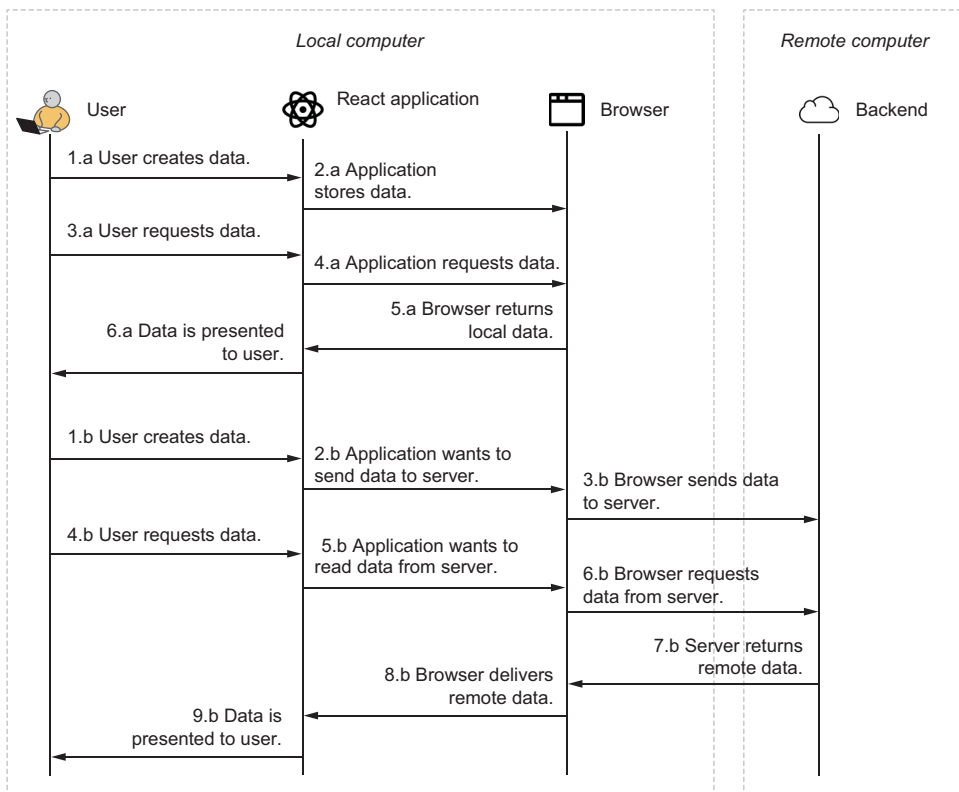 Local computer
Remote computer
User
React application
Browser
Backend
1.a User creates data.
2.a Application
stores data.
3.a User requests data.
4.a Application requests data.
5.a Browser returns
local data.
6.a Data is presented
to user.
1.b User creates data.
2.b Application wants to
send data to server.
3.b Browser sends data
to server.
4.b User requests data.
5.b Application wants to
read data from server.
6.b Browser requests
data from server.
7.b Server returns
remote data.
8.b Browser delivers
remote data.
9.b Data is
presented to user.